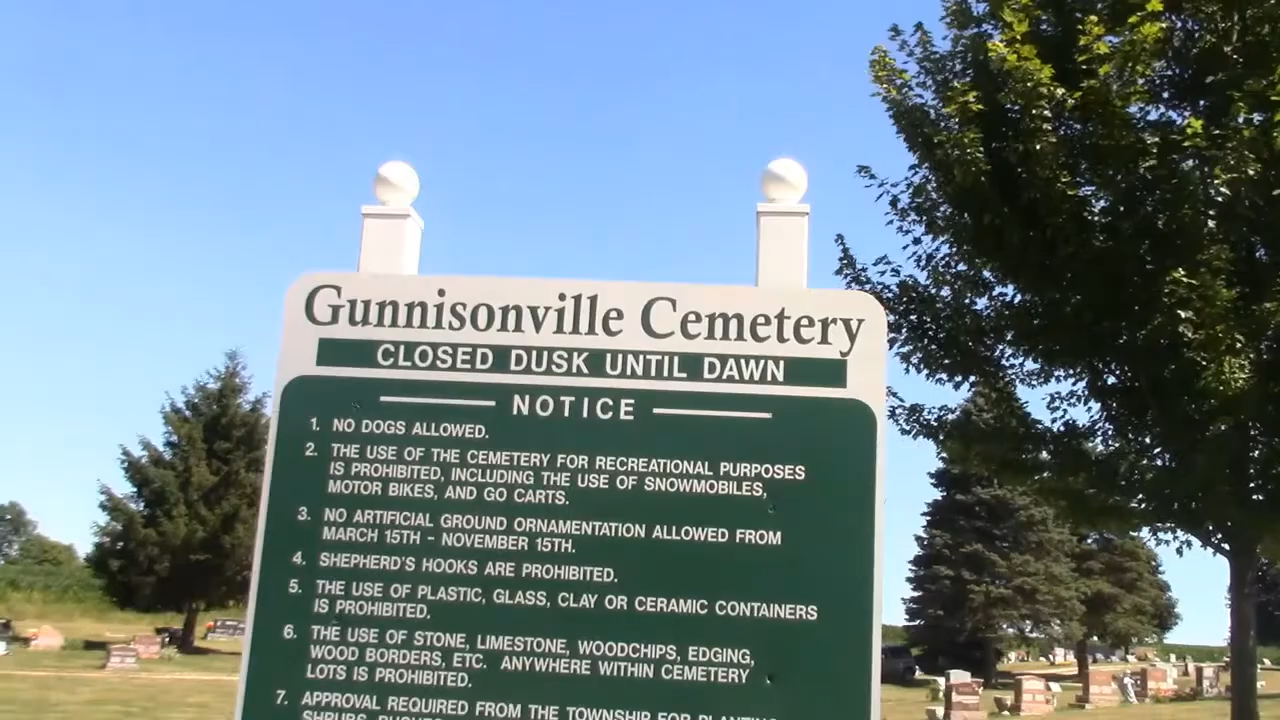 Gunnisonville Cemetery
CLOSED DUSK UNTIL DAWN
NOTICE
1. NO DOGS ALLOWED.
2. THE USE OF THE CEMETERY FOR RECREATIONAL PURPOSES
IS PROHIBITED, INCLUDING THE USE OF SNOWMOBILES,
MOTOR BIKES, AND GO CARTS.
3. NO ARTIFICIAL GROUND ORNAMENTATION ALLOWED FROM
MARCH 15TH - NOVEMBER 15TH.
4. SHEPHERD'S HOOKS ARE PROHIBITED.
5. THE USE OF PLASTIC, GLASS, CLAY OR CERAMIC CONTAINERS
IS PROHIBITED.
6. THE USE OF STONE, LIMESTONE, WOODCHIPS, EDGING,
WOOD BORDERS, ETC. ANYWHERE WITHIN CEMETERY
LOTS IS PROHIBITED.
7. APPROVAL REQUIRED FROM THE TOWNSHIP FOR PLANTING